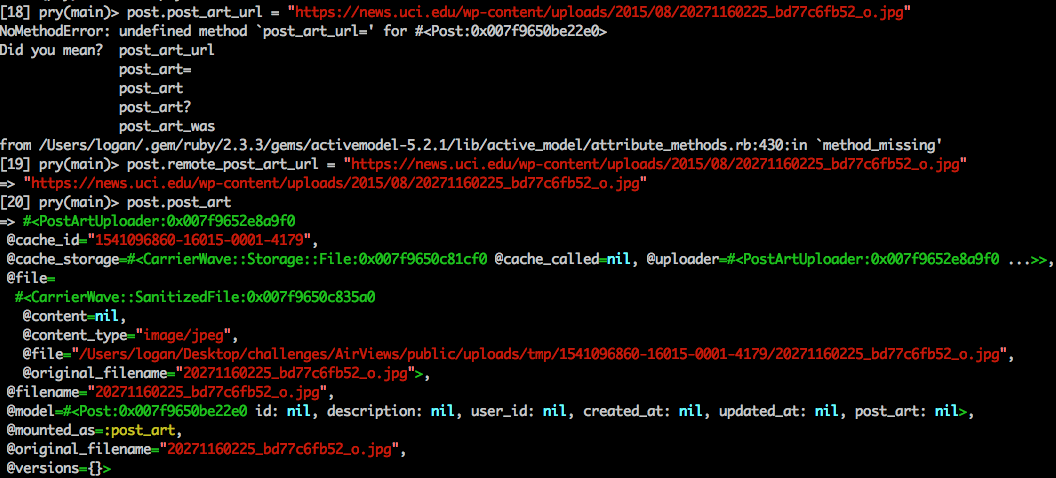 [18] pry(main)> post.post_art_url = "https://news.uci.edu/wp-content/uploads/2015/08/20271160225_bd77c6fb52_o.jpg"
NoMethodError: undefined method `post_art_url=' for #<Post:0x007f9650be22e0>
Did you mean?  post_art_url
               post_art=
               post_art
               post_art?
               post_art_was
from /Users/logan/.gem/ruby/2.3.3/gems/activemodel-5.2.1/lib/active_model/attribute_methods.rb:430:in `method_missing'
[19] pry(main)> post.remote_post_art_url = "https://news.uci.edu/wp-content/uploads/2015/08/20271160225_bd77c6fb52_o.jpg"
=> "https://news.uci.edu/wp-content/uploads/2015/08/20271160225_bd77c6fb52_o.jpg"
[20] pry(main)> post.post_art
=> #<PostArtUploader:0x007f9652e8a9f0
 @cache_id="1541096860-16015-0001-4179",
 @cache_storage=#<CarrierWave::Storage::File:0x007f9650c81cf0 @cache_called=nil, @uploader=#<PostArtUploader:0x007f9652e8a9f0 ...>>,
 @file=
  #<CarrierWave::SanitizedFile:0x007f9650c835a0
   @content=nil,
   @content_type="image/jpeg",
   @file="/Users/logan/Desktop/challenges/AirViews/public/uploads/tmp/1541096860-16015-0001-4179/20271160225_bd77c6fb52_o.jpg",
   @original_filename="20271160225_bd77c6fb52_o.jpg">,
 @filename="20271160225_bd77c6fb52_o.jpg",
 @model=#<Post:0x007f9650be22e0 id: nil, description: nil, user_id: nil, created_at: nil, updated_at: nil, post_art: nil>,
 @mounted_as=:post_art,
 @original_filename="20271160225_bd77c6fb52_o.jpg",
 @versions={}>